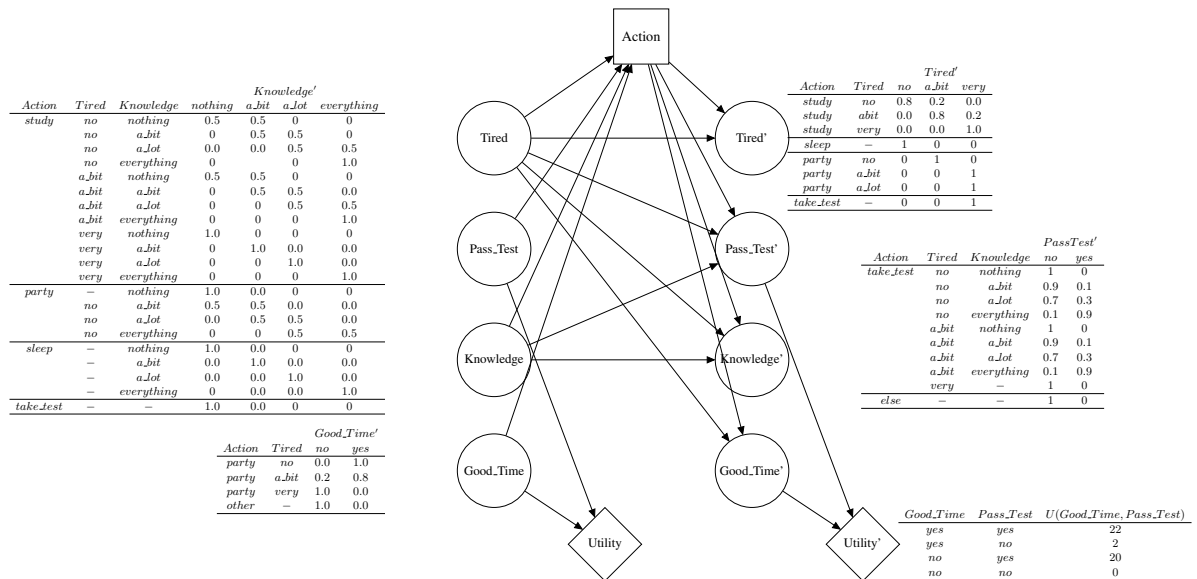 Knowledge′
Action Tired Knowledge nothing a_bit a_lot everything
study no nothing 0.5 0.5 0 0
no a_bit 0 0.5 0.5 0
no a_lot 0.0 0.0 0.5 0.5
no everything 0 0 0 1.0
a_bit nothing 0.5 0.5 0 0
a_bit a_bit 0 0.5 0.5 0.0
a_bit a_lot 0 0 0.5 0.5
a_bit everything 0 0 0 1.0
very nothing 1.0 0 0 0
very a_bit 0 1.0 0.0 0.0
very a_lot 0 0 1.0 0.0
very everything 0 0 0 1.0
party − nothing 1.0 0.0 0 0
no a_bit 0.5 0.5 0.0 0.0
no a_lot 0.0 0.5 0.5 0.0
no everything 0 0 0.5 0.5
sleep − nothing 1.0 0.0 0 0
− a_bit 0.0 1.0 0.0 0.0
− a_lot 0.0 0.0 1.0 0.0
− everything 0 0.0 0.0 1.0
take_test − − 1.0 0.0 0 0
Good_Time′
Action Tired no yes
party no 0.0 1.0
party a_bit 0.2 0.8
party very 1.0 0.0
other − 1.0 0.0
Action
Tired
Tired'
Pass_Test
Pass_Test'
Knowledge
Knowledge'
Good_Time
Good_Time'
Utility
Utility'
Tired′
Action Tired no a_bit very
study no 0.8 0.2 0.0
study abit 0.0 0.8 0.2
study very 0.0 0.0 1.0
sleep − 1 0 0
party no 0 1 0
party a_bit 0 0 1
party a_lot 0 0 1
take_test − 0 0 1
PassTest′
Action Tired Knowledge no yes
take_test no nothing 1 0
no a_bit 0.9 0.1
no a_lot 0.7 0.3
no everything 0.1 0.9
a_bit nothing 1 0
a_bit a_bit 0.9 0.1
a_bit a_lot 0.7 0.3
a_bit everything 0.1 0.9
very − 1 0
else − − 1 0
Good_Time Pass_Test U(Good_Time, Pass_Test)
yes yes 22
yes no 2
no yes 20
no no 0